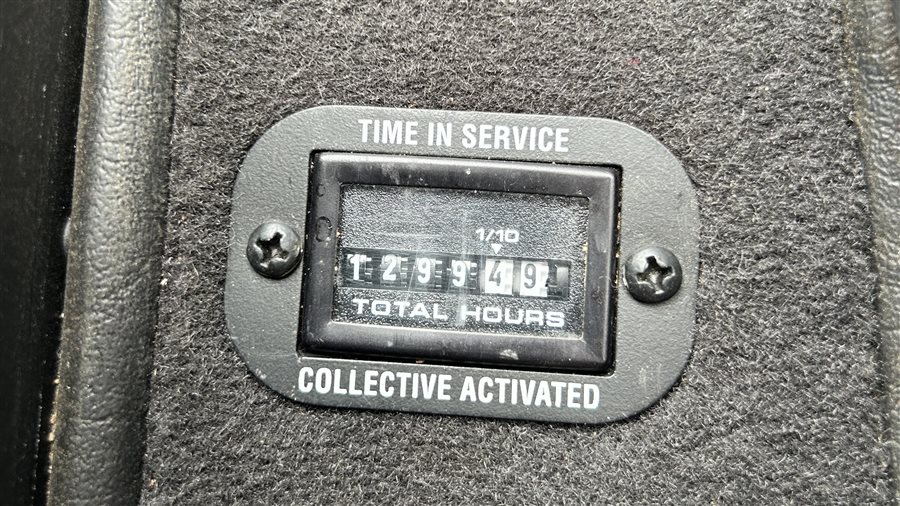 TIME IN SERVICE
1/10
129949
TOTAL HOURS
COLLECTIVE ACTIVATED